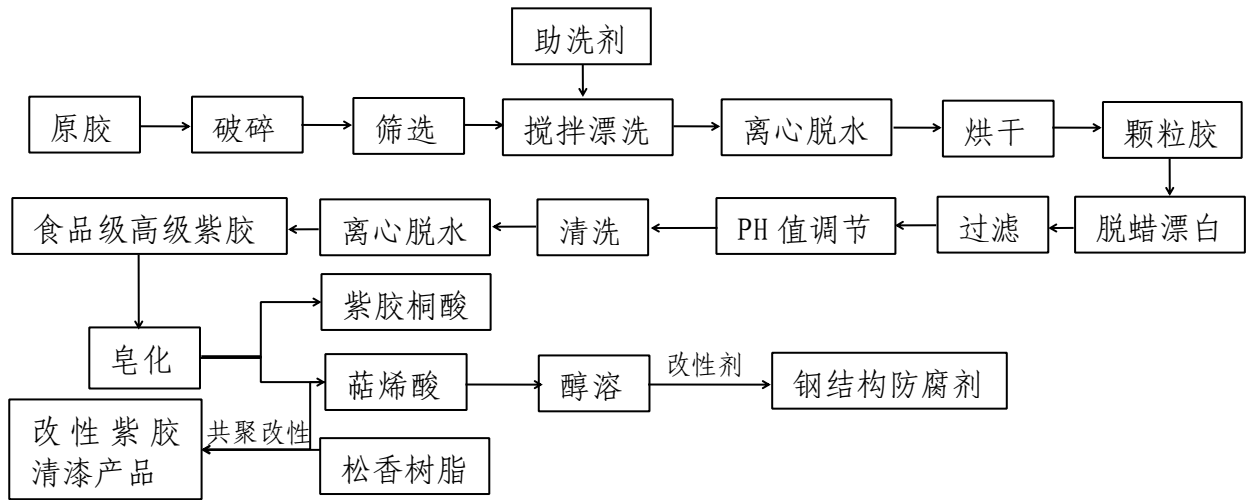 助洗剂
原胶
破碎
筛选
搅拌漂洗
离心脱水
烘干
颗粒胶
食品级高级紫胶
离心脱水
清洗
PH 值调节
过滤
脱蜡漂白
紫胶桐酸
皂化
萜烯酸
醇溶
改性剂
钢结构防腐剂
改性紫胶
清漆产品
共聚改性
松香树脂